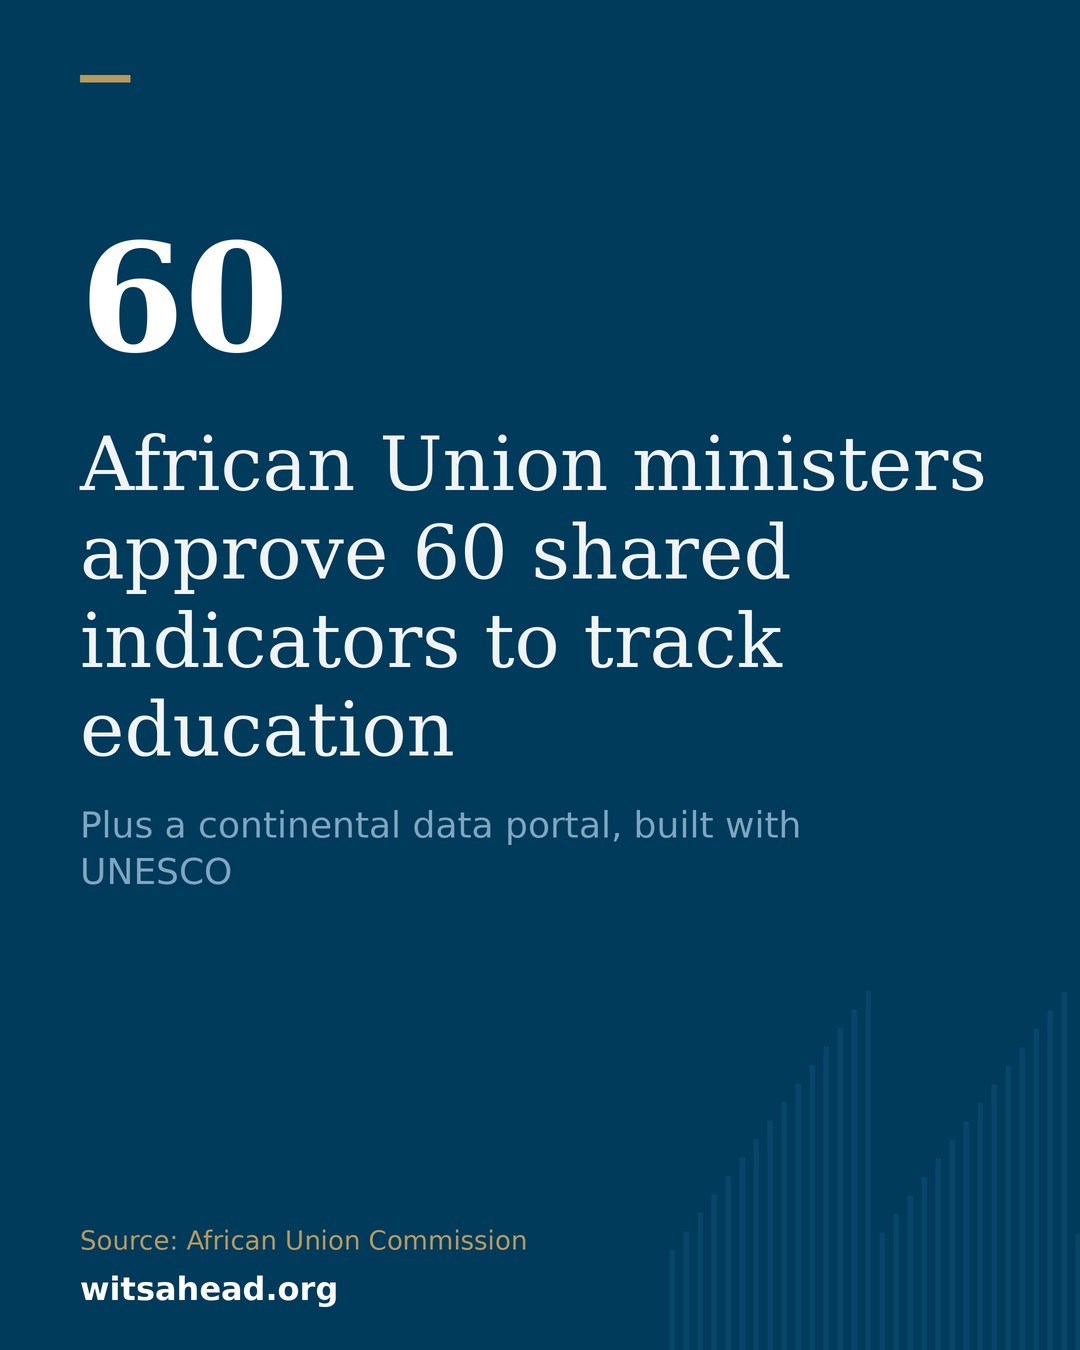 60
African Union ministers
approve 60 shared
indicators to track
education
Plus a continental data portal, built with
UNESCO
Source: African Union Commission
witsahead.org